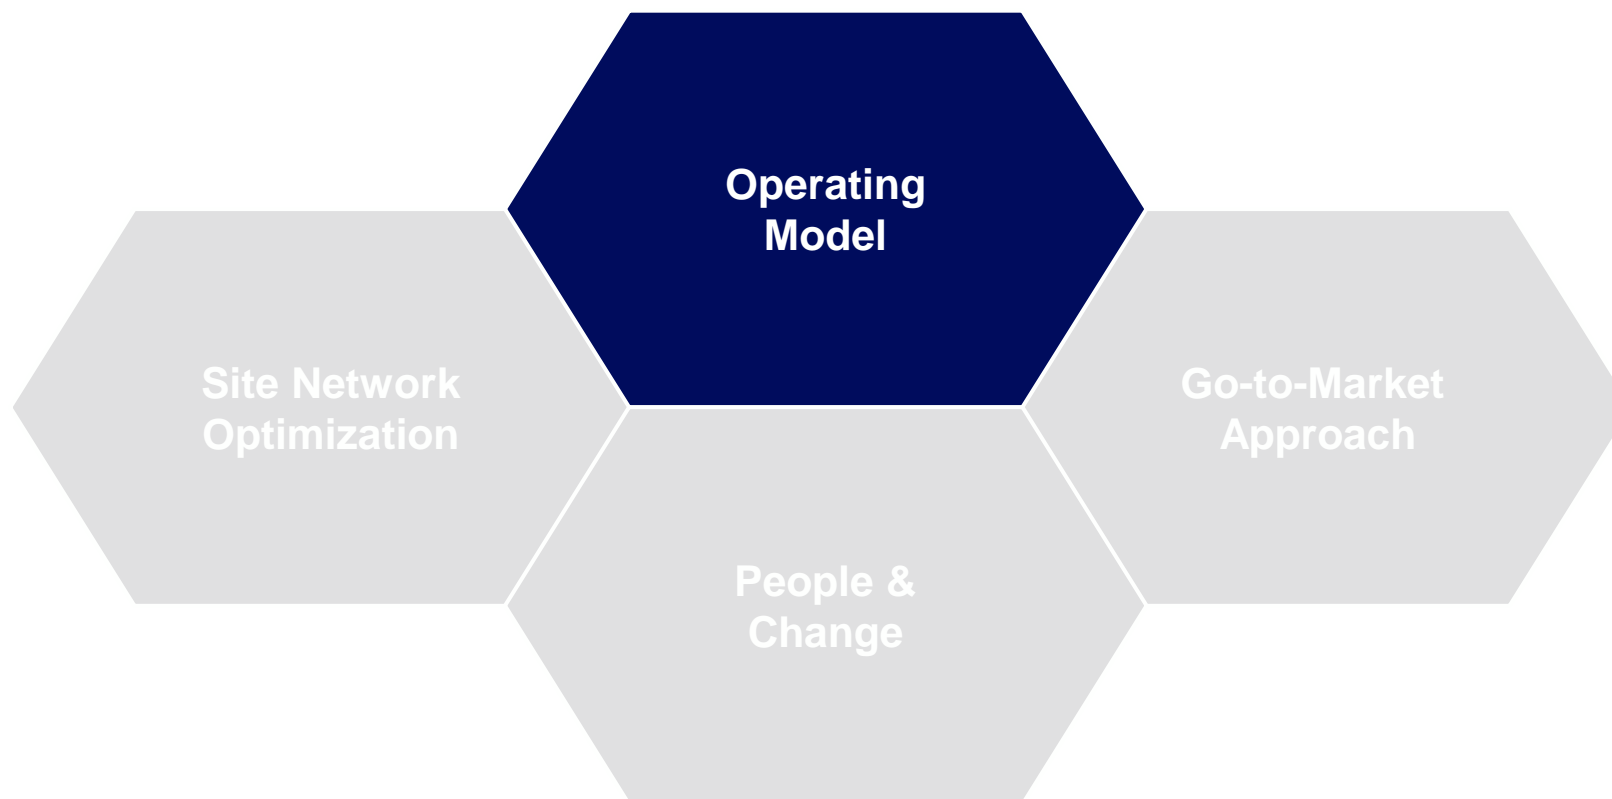 Operating
Model
Site Network
Optimization
Go-to-Market
Approach
People &
Change